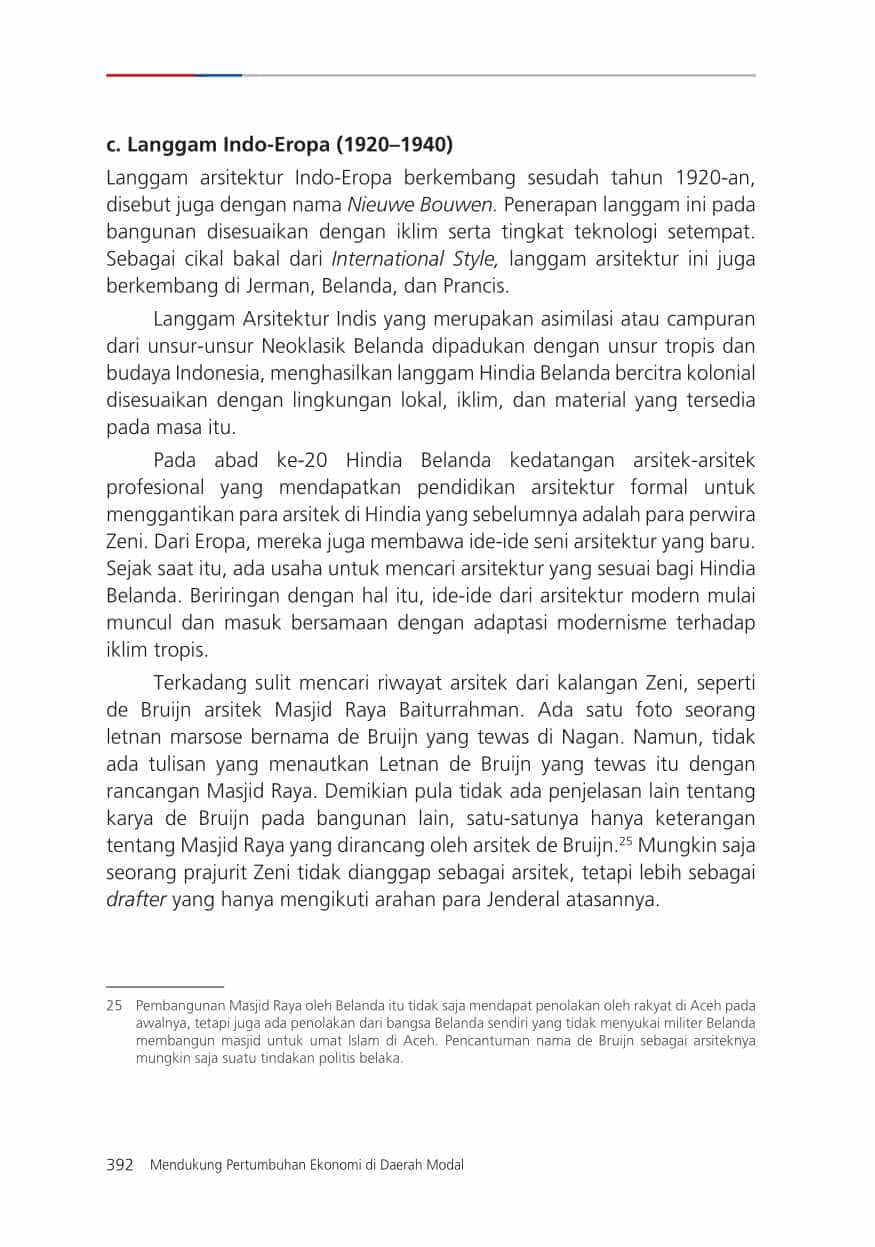 c. Langgam Indo-Eropa (1920–1940)
Langgam arsitektur Indo-Eropa berkembang sesudah tahun 1920-an,
disebut juga dengan nama Nieuwe Bouwen. Penerapan langgam ini pada
bangunan disesuaikan dengan iklim serta tingkat teknologi setempat.
Sebagai cikal bakal dari International Style, langgam arsitektur ini juga
berkembang di Jerman, Belanda, dan Prancis.
Langgam Arsitektur Indis yang merupakan asimilasi atau campuran
dari unsur-unsur Neoklasik Belanda dipadukan dengan unsur tropis dan
budaya Indonesia, menghasilkan langgam Hindia Belanda bercitra kolonial
disesuaikan dengan lingkungan lokal, iklim, dan material yang tersedia
pada masa itu.
Pada abad ke-20 Hindia Belanda kedatangan arsitek-arsitek
profesional yang mendapatkan pendidikan arsitektur formal untuk
menggantikan para arsitek di Hindia yang sebelumnya adalah para perwira
Zeni. Dari Eropa, mereka juga membawa ide-ide seni arsitektur yang baru.
Sejak saat itu, ada usaha untuk mencari arsitektur yang sesuai bagi Hindia
Belanda. Beriringan dengan hal itu, ide-ide dari arsitektur modern mulai
muncul dan masuk bersamaan dengan adaptasi modernisme terhadap
iklim tropis.
Terkadang sulit mencari riwayat arsitek dari kalangan Zeni, seperti
de Bruijn arsitek Masjid Raya Baiturrahman. Ada satu foto seorang
letnan marsose bernama de Bruijn yang tewas di Nagan. Namun, tidak
ada tulisan yang menautkan Letnan de Bruijn yang tewas itu dengan
rancangan Masjid Raya. Demikian pula tidak ada penjelasan lain tentang
karya de Bruijn pada bangunan lain, satu-satunya hanya keterangan
tentang Masjid Raya yang dirancang oleh arsitek de Bruijn.25 Mungkin saja
seorang prajurit Zeni tidak dianggap sebagai arsitek, tetapi lebih sebagai
drafter yang hanya mengikuti arahan para Jenderal atasannya.
25 Pembangunan Masjid Raya oleh Belanda itu tidak saja mendapat penolakan oleh rakyat di Aceh pada
awalnya, tetapi juga ada penolakan dari bangsa Belanda sendiri yang tidak menyukai militer Belanda
membangun masjid untuk umat Islam di Aceh. Pencantuman nama de Bruijn sebagai arsiteknya
mungkin saja suatu tindakan politis belaka.
392 Mendukung Pertumbuhan Ekonomi di Daerah Modal